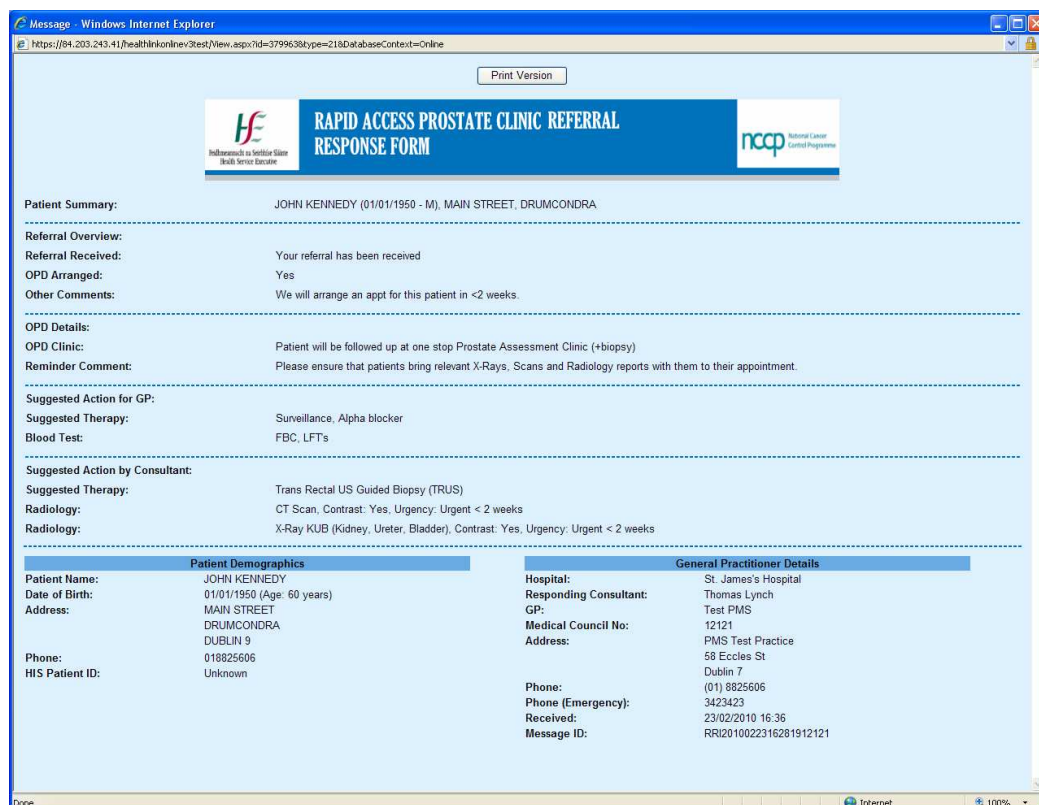 Message - Windows Internet Explorer
https://84.203.243.41/healthlinkonlinev3test/View.aspx?id=379963&type=21&DatabaseContext=Online
Print Version
Feidhmeannacht na Seirbhíse Sláinte
Health Service Executive
RAPID ACCESS PROSTATE CLINIC REFERRAL
RESPONSE FORM
nccp National Cancer
Control Programme
Patient Summary: JOHN KENNEDY (01/01/1950 - M), MAIN STREET, DRUMCONDRA
Referral Overview:
Referral Received: Your referral has been received
OPD Arranged: Yes
Other Comments: We will arrange an appt for this patient in <2 weeks.
OPD Details:
OPD Clinic: Patient will be followed up at one stop Prostate Assessment Clinic (+biopsy)
Reminder Comment: Please ensure that patients bring relevant X-Rays, Scans and Radiology reports with them to their appointment.
Suggested Action for GP:
Suggested Therapy: Surveillance, Alpha blocker
Blood Test: FBC, LFT's
Suggested Action by Consultant:
Suggested Therapy: Trans Rectal US Guided Biopsy (TRUS)
Radiology: CT Scan, Contrast: Yes, Urgency: Urgent < 2 weeks
Radiology: X-Ray KUB (Kidney, Ureter, Bladder), Contrast: Yes, Urgency: Urgent < 2 weeks
Patient Demographics
Patient Name: JOHN KENNEDY
Date of Birth: 01/01/1950 (Age: 60 years)
Address: MAIN STREET
DRUMCONDRA
DUBLIN 9
Phone: 018825606
HIS Patient ID: Unknown
General Practitioner Details
Hospital: St. James's Hospital
Responding Consultant: Thomas Lynch
GP: Test PMS
Medical Council No: 12121
Address: PMS Test Practice
58 Eccles St
Dublin 7
Phone: (01) 8825606
Phone (Emergency): 3423423
Received: 23/02/2010 16:36
Message ID: RRI2010022316281912121
Done
Internet
100%